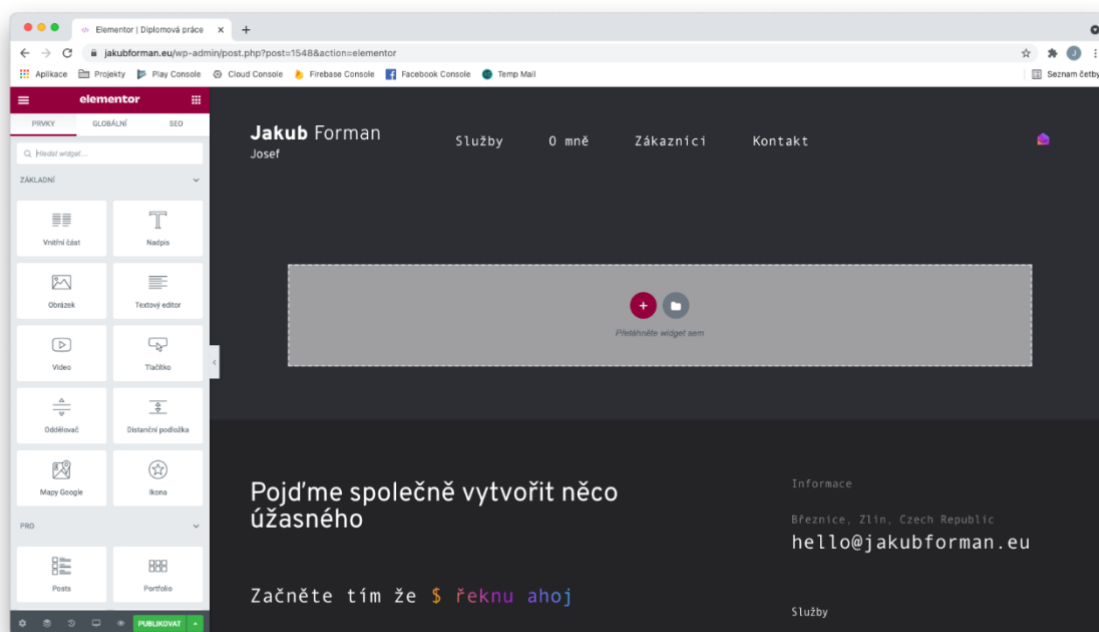 Elementor | Diplomová práce
jakubforman.eu/wp-admin/post.php?post=1548&action=elementor
Aplikace Projekty Play Console Cloud Console Firebase Console Facebook Console Temp Mail Seznam četby
elementor
PRVKY GLOBÁLNÍ SEO
Hledat widget...
ZÁKLADNÍ
Vnitřní část Nadpis
Obrázek Textový editor
Video Tlačítko
Oddělovač Distanční podložka
Mapy Google Ikona
PRO
Posts Portfolio
PUBLIKOVAT
Jakub Forman
Josef
Služby O mně Zákazníci Kontakt
J
Přetáhněte widget sem
Pojďme společně vytvořit něco
úžasného
Začněte tím že $ řeknu ahoj
Informace
Březnice, Zlín, Czech Republic
hello@jakubforman.eu
Služby